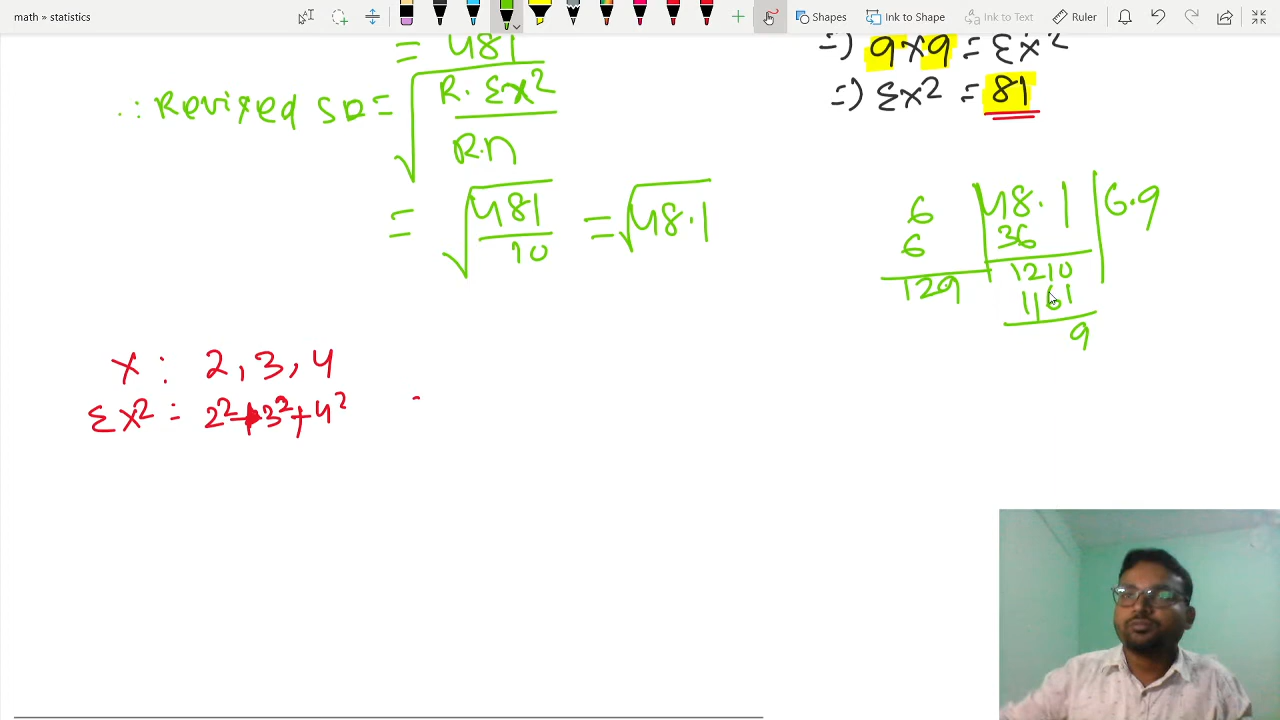 math » statistics
Shapes
Ink to Shape
Ink to Text
Ruler
= 481
∴ Revised SD = √(R. Σx² / R.n)
= √(481 / 10) = √48.1
=) 9 x 9 = Σx²
=) Σx² = 81
6 48.1 6.9
6 36
129 1210
1161
9
x : 2, 3, 4
Σx² = 2² + 3² + 4²